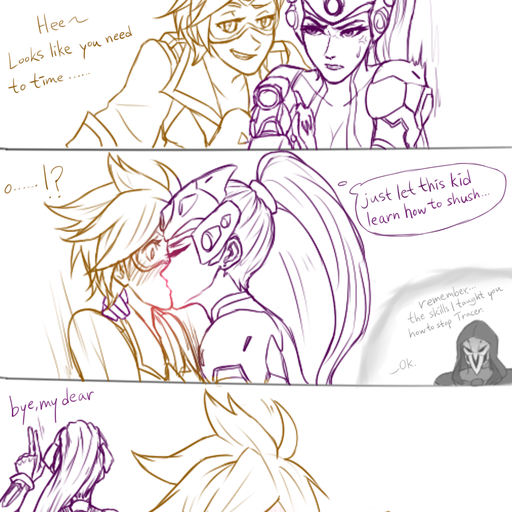 Hee~
Looks like you need
to time......
o......!?
just let this kid
learn how to shush...
remember...
the skills I taught you
how to stop Tracer.
Ok.
bye, my dear